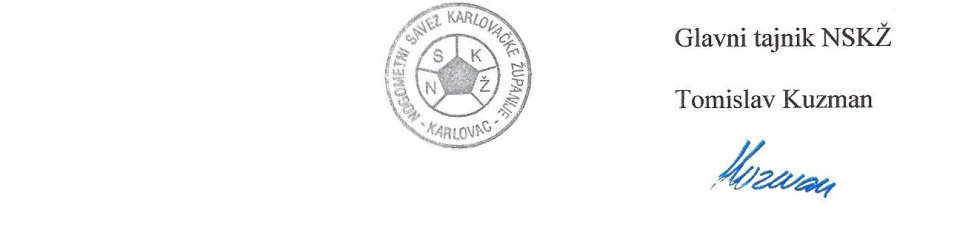 NOGOMETNI SAVEZ KARLOVAČKE ŽUPANIJE
- KARLOVAC -
S K
N Ž
Glavni tajnik NSKŽ
Tomislav Kuzman
Kuzman